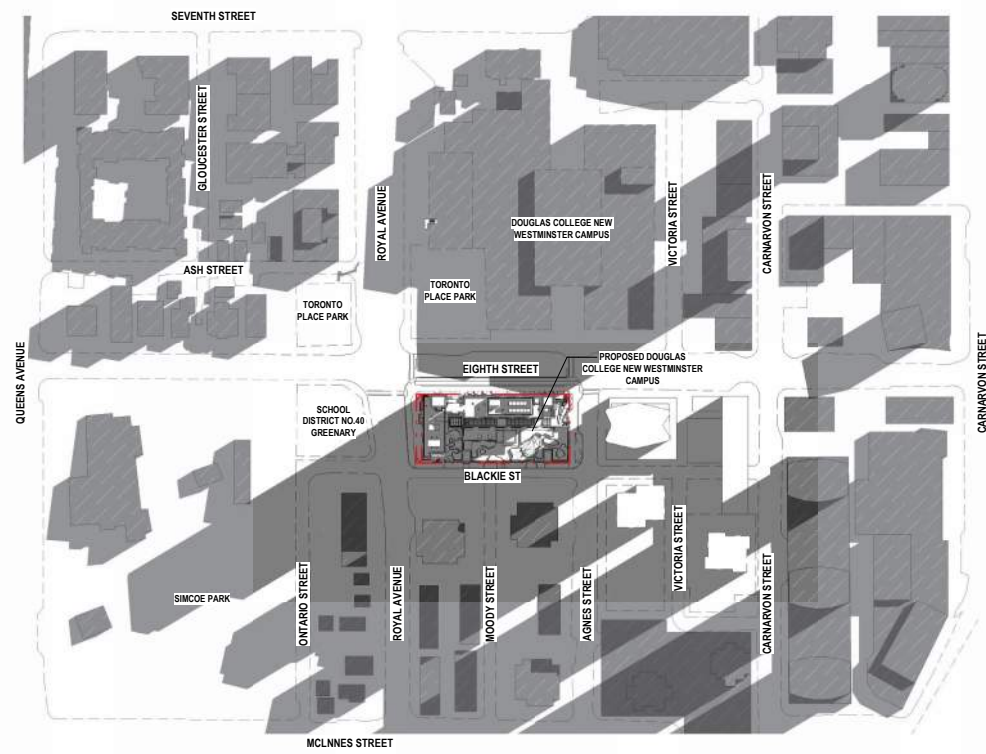 SEVENTH STREET
GLOUCESTER STREET
ROYAL AVENUE
DOUGLAS COLLEGE NEW
WESTMINSTER CAMPUS
VICTORIA STREET
CARNARVON STREET
ASH STREET
TORONTO
PLACE PARK
TORONTO
PLACE PARK
QUEENS AVENUE
EIGHTH STREET
PROPOSED DOUGLAS
COLLEGE NEW WESTMINSTER
CAMPUS
CARNARVON STREET
SCHOOL
DISTRICT NO.40
GREENARY
BLACKIE ST
SIMCOE PARK
ONTARIO STREET
ROYAL AVENUE
MOODY STREET
AGNES STREET
VICTORIA STREET
CARNARVON STREET
MCLNNES STREET